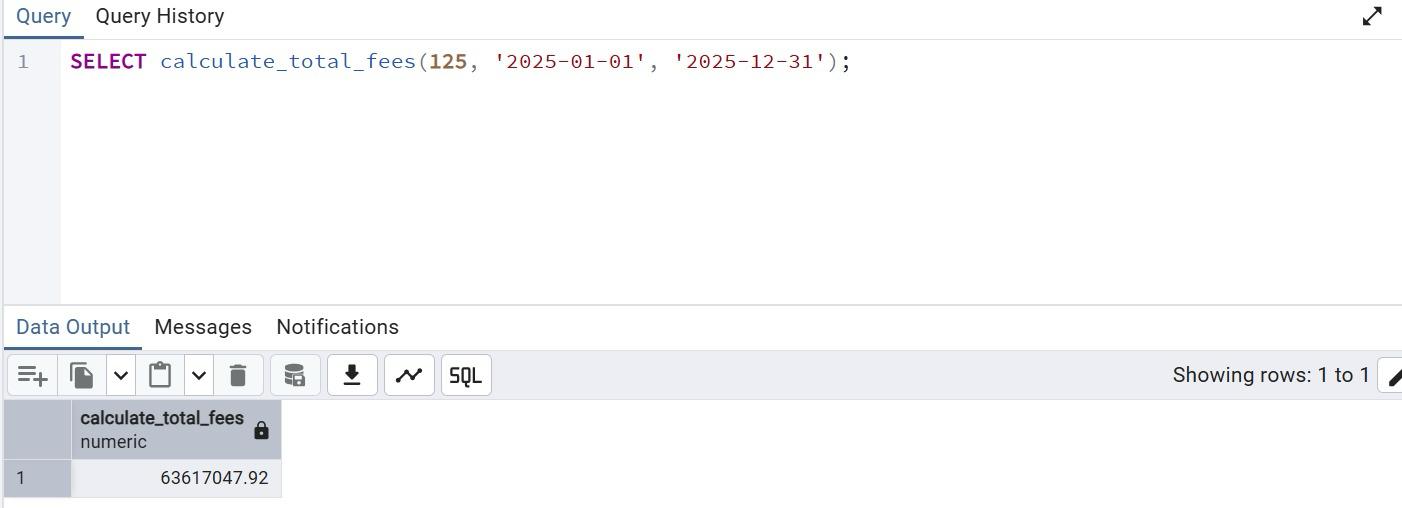 Query Query History
1 SELECT calculate_total_fees(125, '2025-01-01', '2025-12-31');
Data Output Messages Notifications
SQL Showing rows: 1 to 1
calculate_total_fees
numeric
1 63617047.92